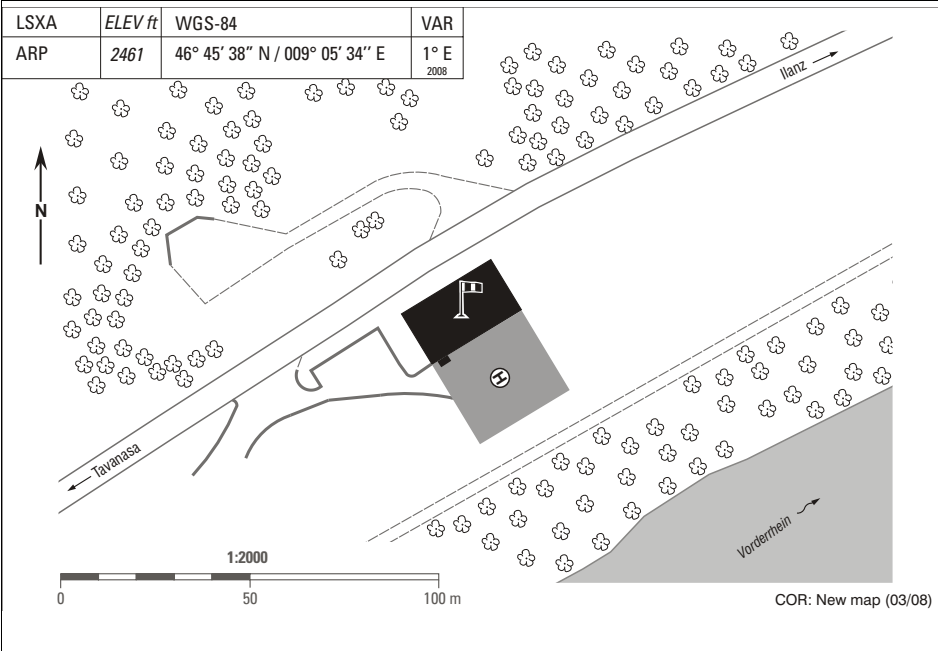 LSXA ELEV ft WGS-84 VAR
ARP 2461 46° 45' 38'' N / 009° 05' 34'' E 1° E
2008
Ilanz
N
H
Tavanasa
Vorderrhein
1:2000
0 50 100 m
COR: New map (03/08)